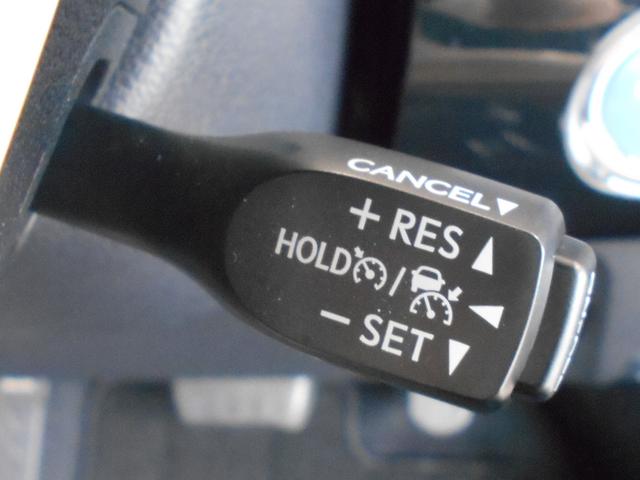 CANCEL▼
+ RES ▲
HOLD / ◀
− SET ▼